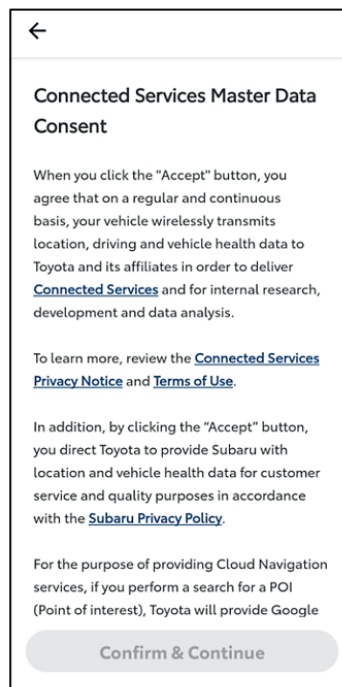 Connected Services Master Data
Consent
When you click the "Accept" button, you
agree that on a regular and continuous
basis, your vehicle wirelessly transmits
location, driving and vehicle health data to
Toyota and its affiliates in order to deliver
Connected Services and for internal research,
development and data analysis.
To learn more, review the Connected Services
Privacy Notice and Terms of Use.
In addition, by clicking the “Accept” button,
you direct Toyota to provide Subaru with
location and vehicle health data for customer
service and quality purposes in accordance
with the Subaru Privacy Policy.
For the purpose of providing Cloud Navigation
services, if you perform a search for a POI
(Point of interest), Toyota will provide Google
Confirm & Continue